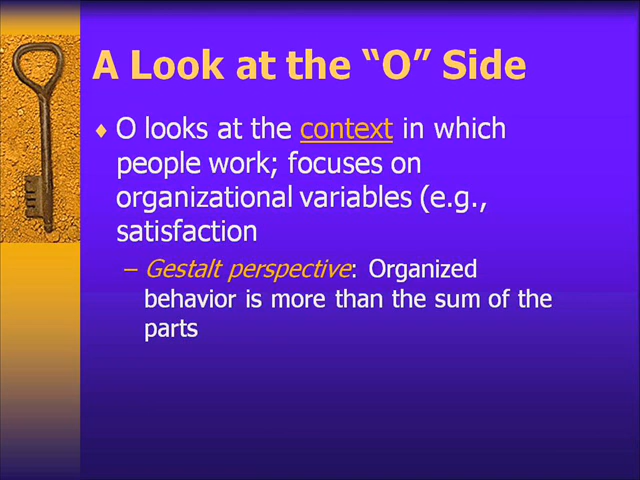 A Look at the “O” Side
♦ O looks at the context in which
people work; focuses on
organizational variables (e.g.,
satisfaction
– Gestalt perspective: Organized
behavior is more than the sum of the
parts